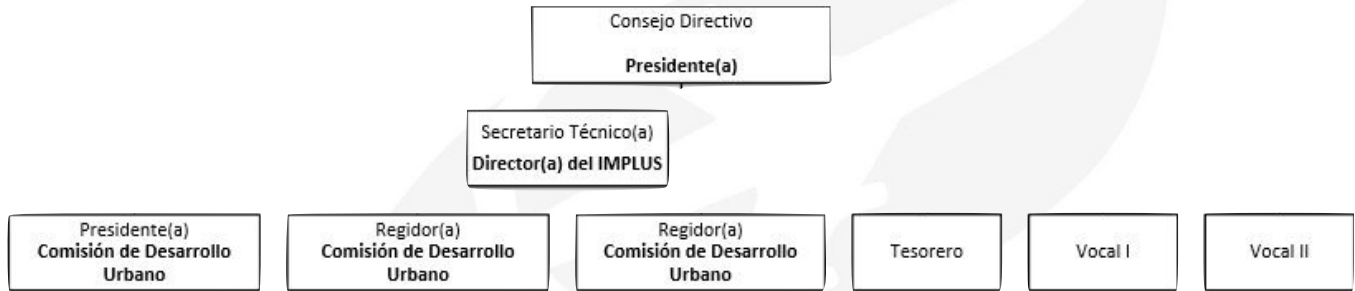 Consejo Directivo
Presidente(a)
Secretario Técnico(a)
Director(a) del IMPLUS
Presidente(a)
Comisión de Desarrollo
Urbano
Regidor(a)
Comisión de Desarrollo
Urbano
Regidor(a)
Comisión de Desarrollo
Urbano
Tesorero
Vocal I
Vocal II